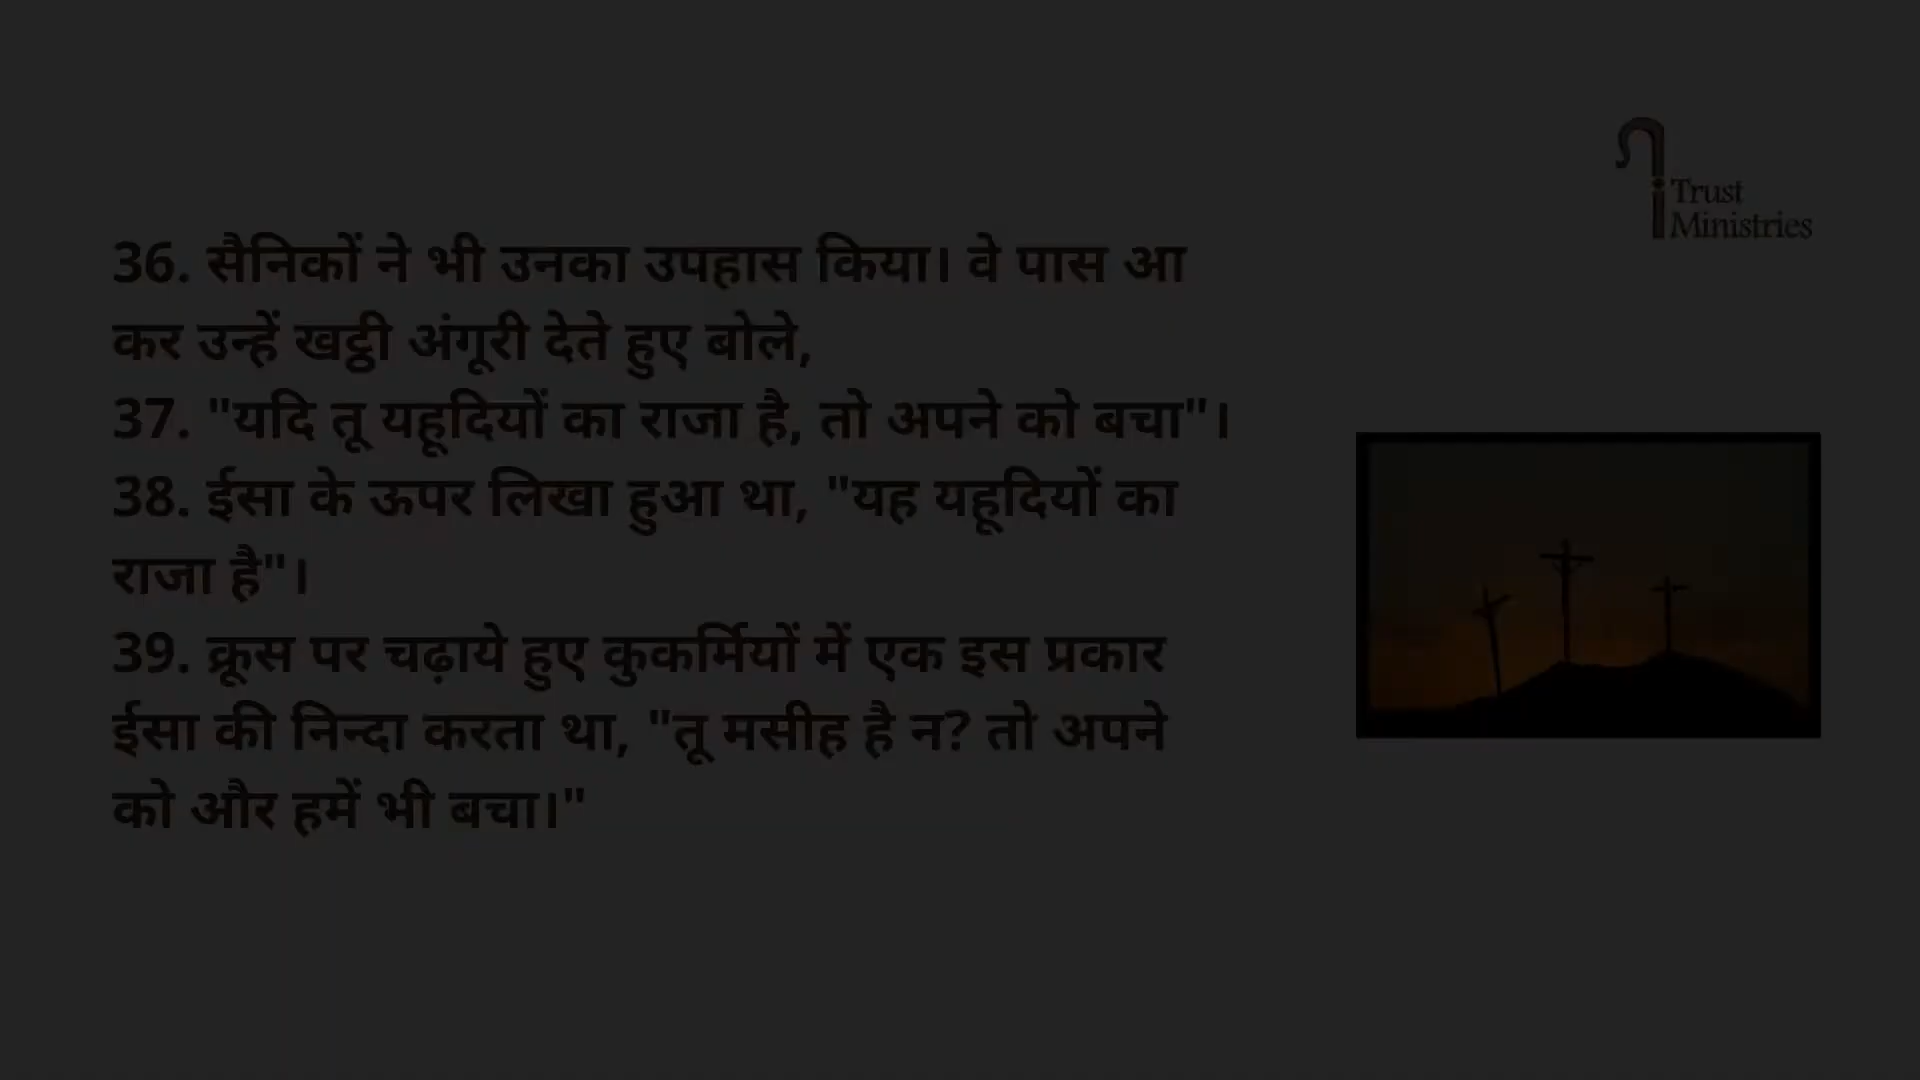 Trust
Ministries
36. सैनिकों ने भी उनका उपहास किया। वे पास आ
कर उन्हें खट्ठी अंगूरी देते हुए बोले,
37. "यदि तू यहूदियों का राजा है, तो अपने को बचा"।
38. ईसा के ऊपर लिखा हुआ था, "यह यहूदियों का
राजा है"।
39. क्रूस पर चढ़ाये हुए कुकर्मियों में एक इस प्रकार
ईसा की निन्दा करता था, "तू मसीह है न? तो अपने
को और हमें भी बचा।"